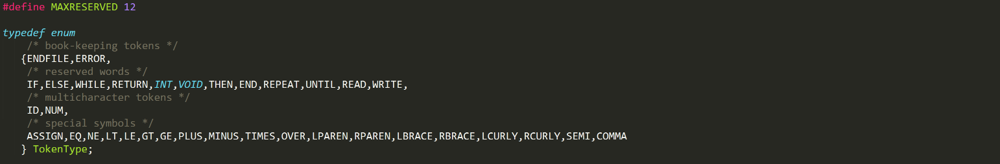 #define MAXRESERVED 12
typedef enum
/* book-keeping tokens */
{ENDFILE,ERROR,
/* reserved words */
IF,ELSE,WHILE,RETURN,INT,VOID,THEN,END,REPEAT,UNTIL,READ,WRITE,
/* multicharacter tokens */
ID,NUM,
/* special symbols */
ASSIGN,EQ,NE,LT,LE,GT,GE,PLUS,MINUS,TIMES,OVER,LPAREN,RPAREN,LBRACE,RBRACE,LCURLY,RCURLY,SEMI,COMMA
} TokenType;